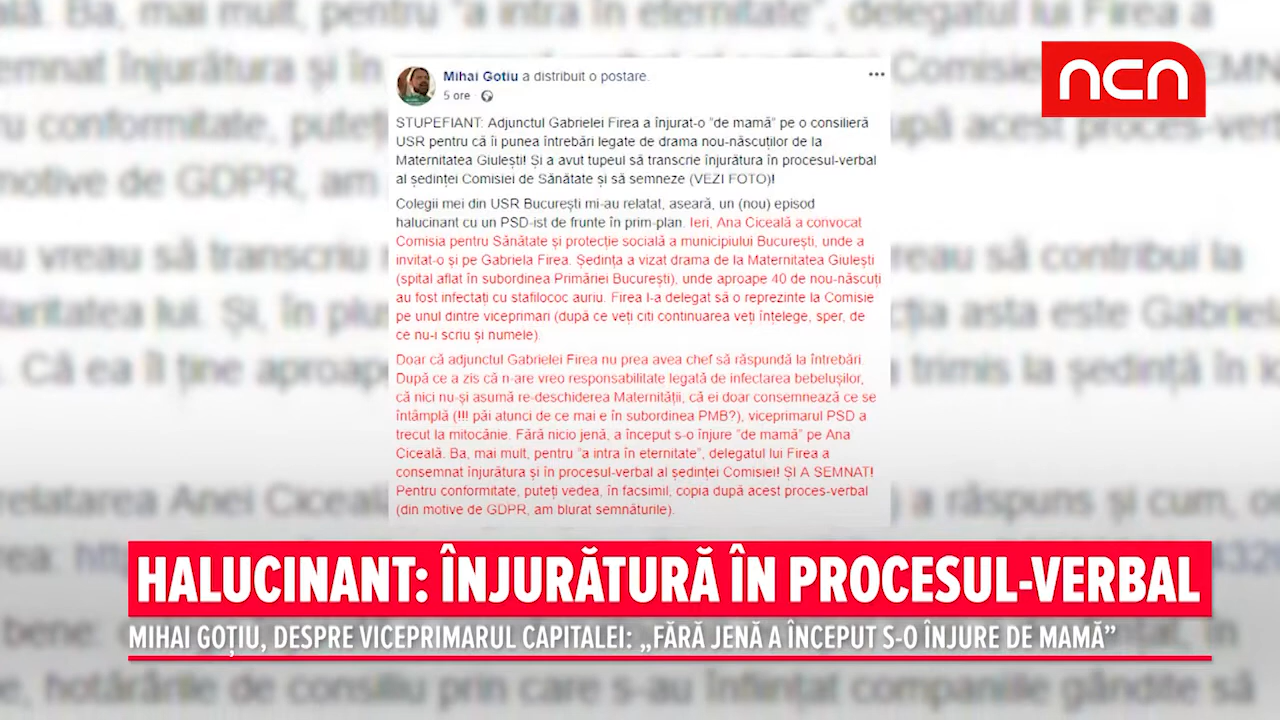 emnat înjurătura și în
ncn
Mihai Gotiu a distribuit o postare.
5 ore
STUPEFIANT: Adjunctul Gabrielei Firea a înjurat-o "de mamă" pe o consilieră
USR pentru că îi punea întrebări legate de drama nou-născuților de la
Maternitatea Giulești! Și a avut tupeul să transcrie înjurătura în procesul-verbal
al ședinței Comisiei de Sănătate și să semneze (VEZI FOTO)!
Colegii mei din USR București mi-au relatat, aseară, un (nou) episod
halucinant cu un PSD-ist de frunte în prim-plan. Ieri, Ana Ciceală a convocat
Comisia pentru Sănătate și protecție socială a municipiului București, unde a
invitat-o și pe Gabriela Firea. Ședința a vizat drama de la Maternitatea Giulești
(spital aflat în subordinea Primăriei București), unde aproape 40 de nou-născuți
au fost infectați cu stafilococ auriu. Firea l-a delegat să o reprezinte la Comisie
pe unul dintre viceprimari (după ce veți citi continuarea veți înțelege, sper, de
ce nu-i scriu și numele).
Doar că adjunctul Gabrielei Firea nu prea avea chef să răspundă la întrebări
După ce a zis că n-are vreo responsabilitate legată de infectarea bebelușilor,
că nici nu-și asumă re-deschiderea Maternității, că ei doar consemnează ce se
întâmplă (!!! păi atunci de ce mai e în subordinea PMB?), viceprimarul PSD a
trecut la mitocănie. Fără nicio jenă, a început s-o înjure "de mamă" pe Ana
Ciceală. Ba, mai mult, pentru "a intra în eternitate", delegatul lui Firea a
consemnat înjurătura și în procesul-verbal al ședinței Comisiei! ȘI A SEMNAT!
Pentru conformitate, puteți vedea, în facsimil, copia după acest proces-verbal
(din motive de GDPR, am blurat semnăturile).
HALUCINANT: ÎNJURĂTURĂ ÎN PROCESUL-VERBAL
MIHAI GOȚIU, DESPRE VICEPRIMARUL CAPITALEI: „FĂRĂ JENĂ A ÎNCEPUT S-O ÎNJURE DE MAMĂ”